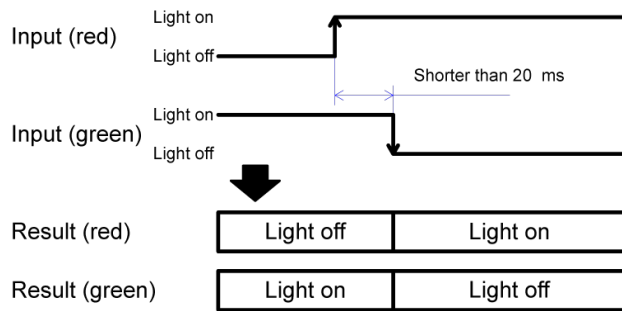 Input (red)
Light on
Light off
Shorter than 20 ms
Input (green)
Light on
Light off
Result (red)
Light off
Light on
Result (green)
Light on
Light off